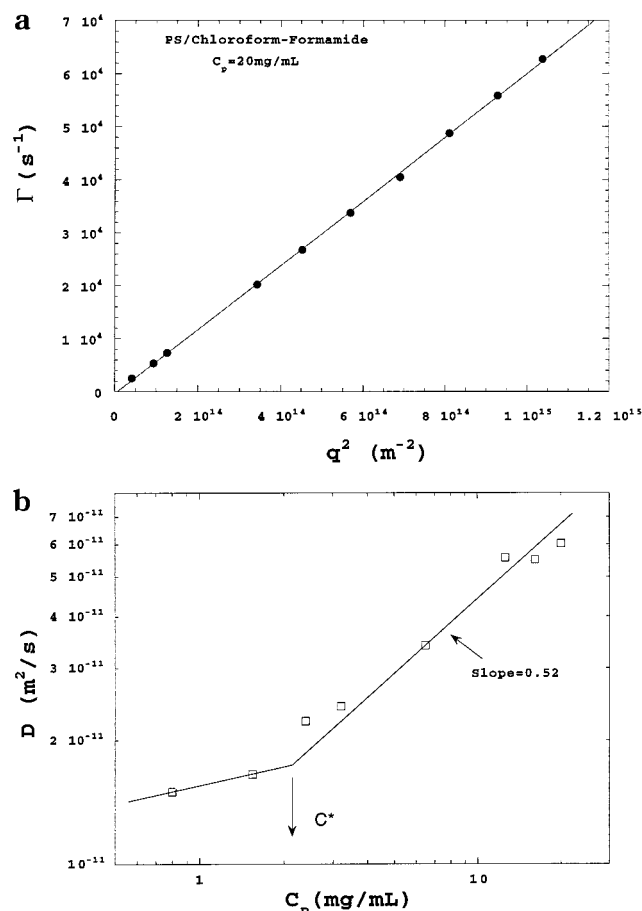 a
7 10⁴
PS/Chloroform-Formamide
Cₚ=20mg/mL
6 10⁴
5 10⁴
4 10⁴
Γ (s⁻¹)
3 10⁴
2 10⁴
1 10⁴
0
0 2 10¹⁴ 4 10¹⁴ 6 10¹⁴ 8 10¹⁴ 1 10¹⁵ 1.2 10¹⁵
q² (m⁻²)
b
7 10⁻¹¹
6 10⁻¹¹
5 10⁻¹¹
4 10⁻¹¹
3 10⁻¹¹
Slope=0.52
D (m²/s)
2 10⁻¹¹
C*
10⁻¹¹
1 10
Cₚ(mg/mL)